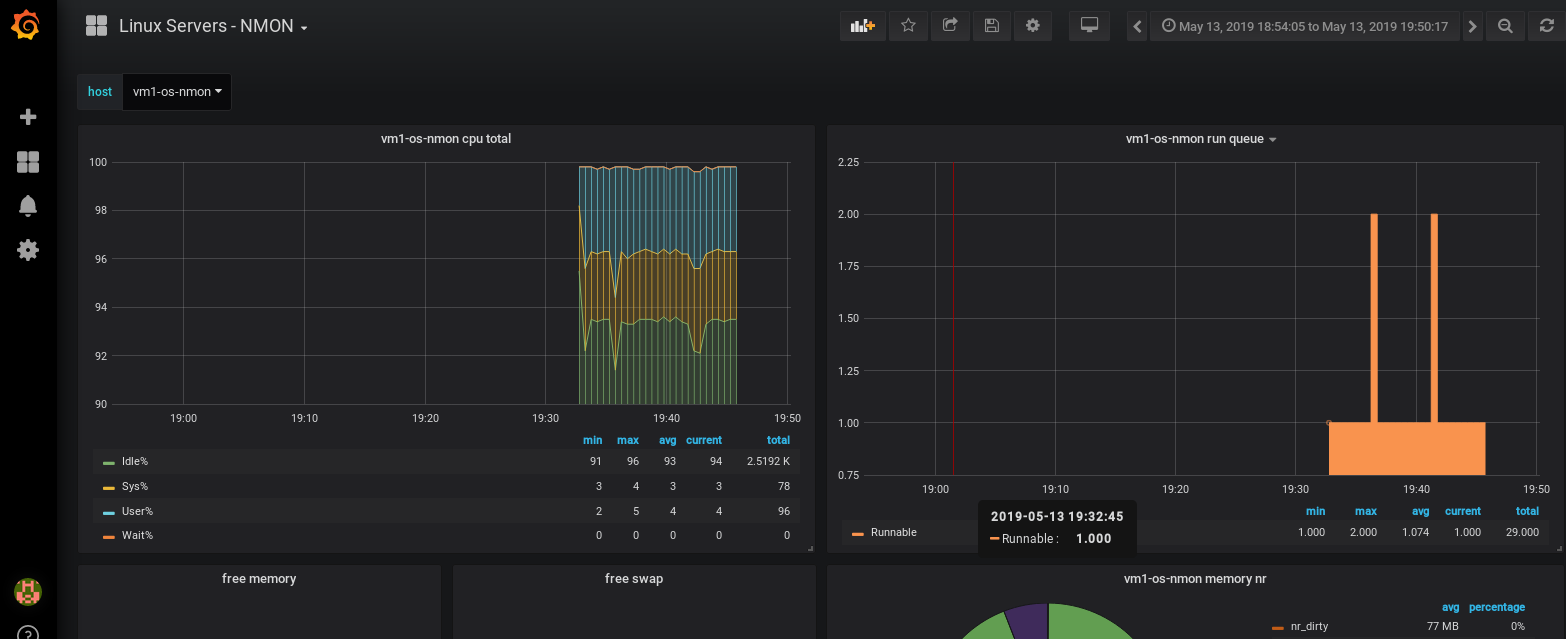 Linux Servers - NMON
May 13, 2019 18:54:05 to May 13, 2019 19:50:17
host vm1-os-nmon
vm1-os-nmon cpu total
100
98
96
94
92
90
19:00 19:10 19:20 19:30 19:40 19:50
min max avg current total
Idle% 91 96 93 94 2.5192 K
Sys% 3 4 3 3 78
User% 2 5 4 4 96
Wait% 0 0 0 0 0
vm1-os-nmon run queue
2.25
2.00
1.75
1.50
1.25
1.00
0.75
19:00 19:10 19:20 19:30 19:40 19:50
min max avg current total
Runnable 1.000 2.000 1.074 1.000 29.000
2019-05-13 19:32:45
Runnable : 1.000
free memory
free swap
vm1-os-nmon memory nr
avg percentage
nr_dirty 77 MB 0%